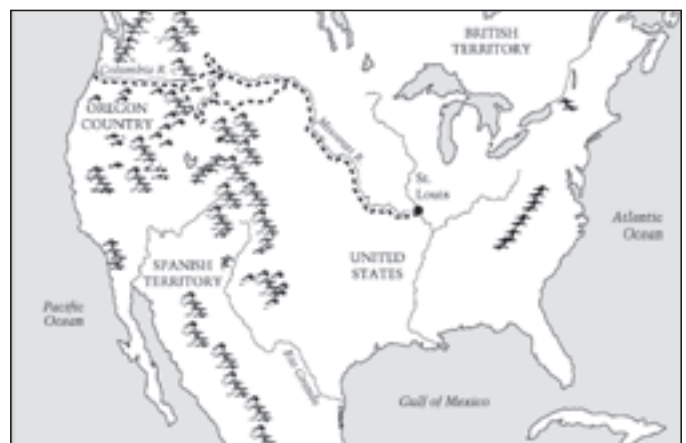 BRITISH
TERRITORY
Columbia R.
OREGON
COUNTRY
Missouri R.
St.
Louis
Atlantic
Ocean
UNITED
STATES
SPANISH
TERRITORY
Pacific
Ocean
Rio Grande
Gulf of Mexico